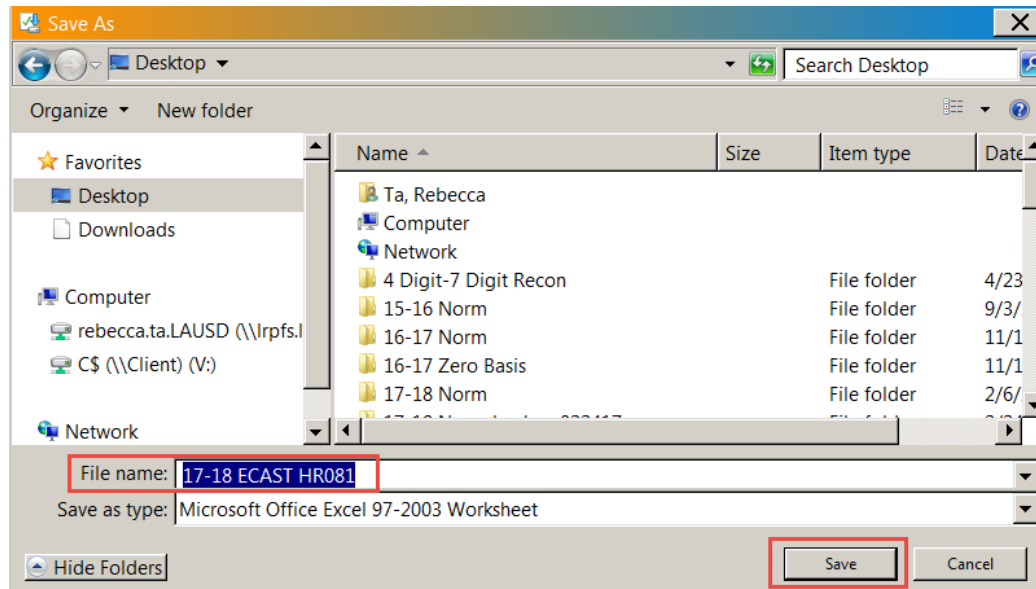 Save As
Desktop
Search Desktop
Organize New folder
Favorites
Desktop
Downloads
Computer
rebecca.ta.LAUSD (\\lrpfs.l
C$ (\\Client) (V:)
Network
Name Size Item type Date
Ta, Rebecca
Computer
Network
4 Digit-7 Digit Recon File folder 4/23
15-16 Norm File folder 9/3/
16-17 Norm File folder 11/1
16-17 Zero Basis File folder 11/1
17-18 Norm File folder 2/6/
File name: 17-18 ECAST HR081
Save as type: Microsoft Office Excel 97-2003 Worksheet
Hide Folders Save Cancel